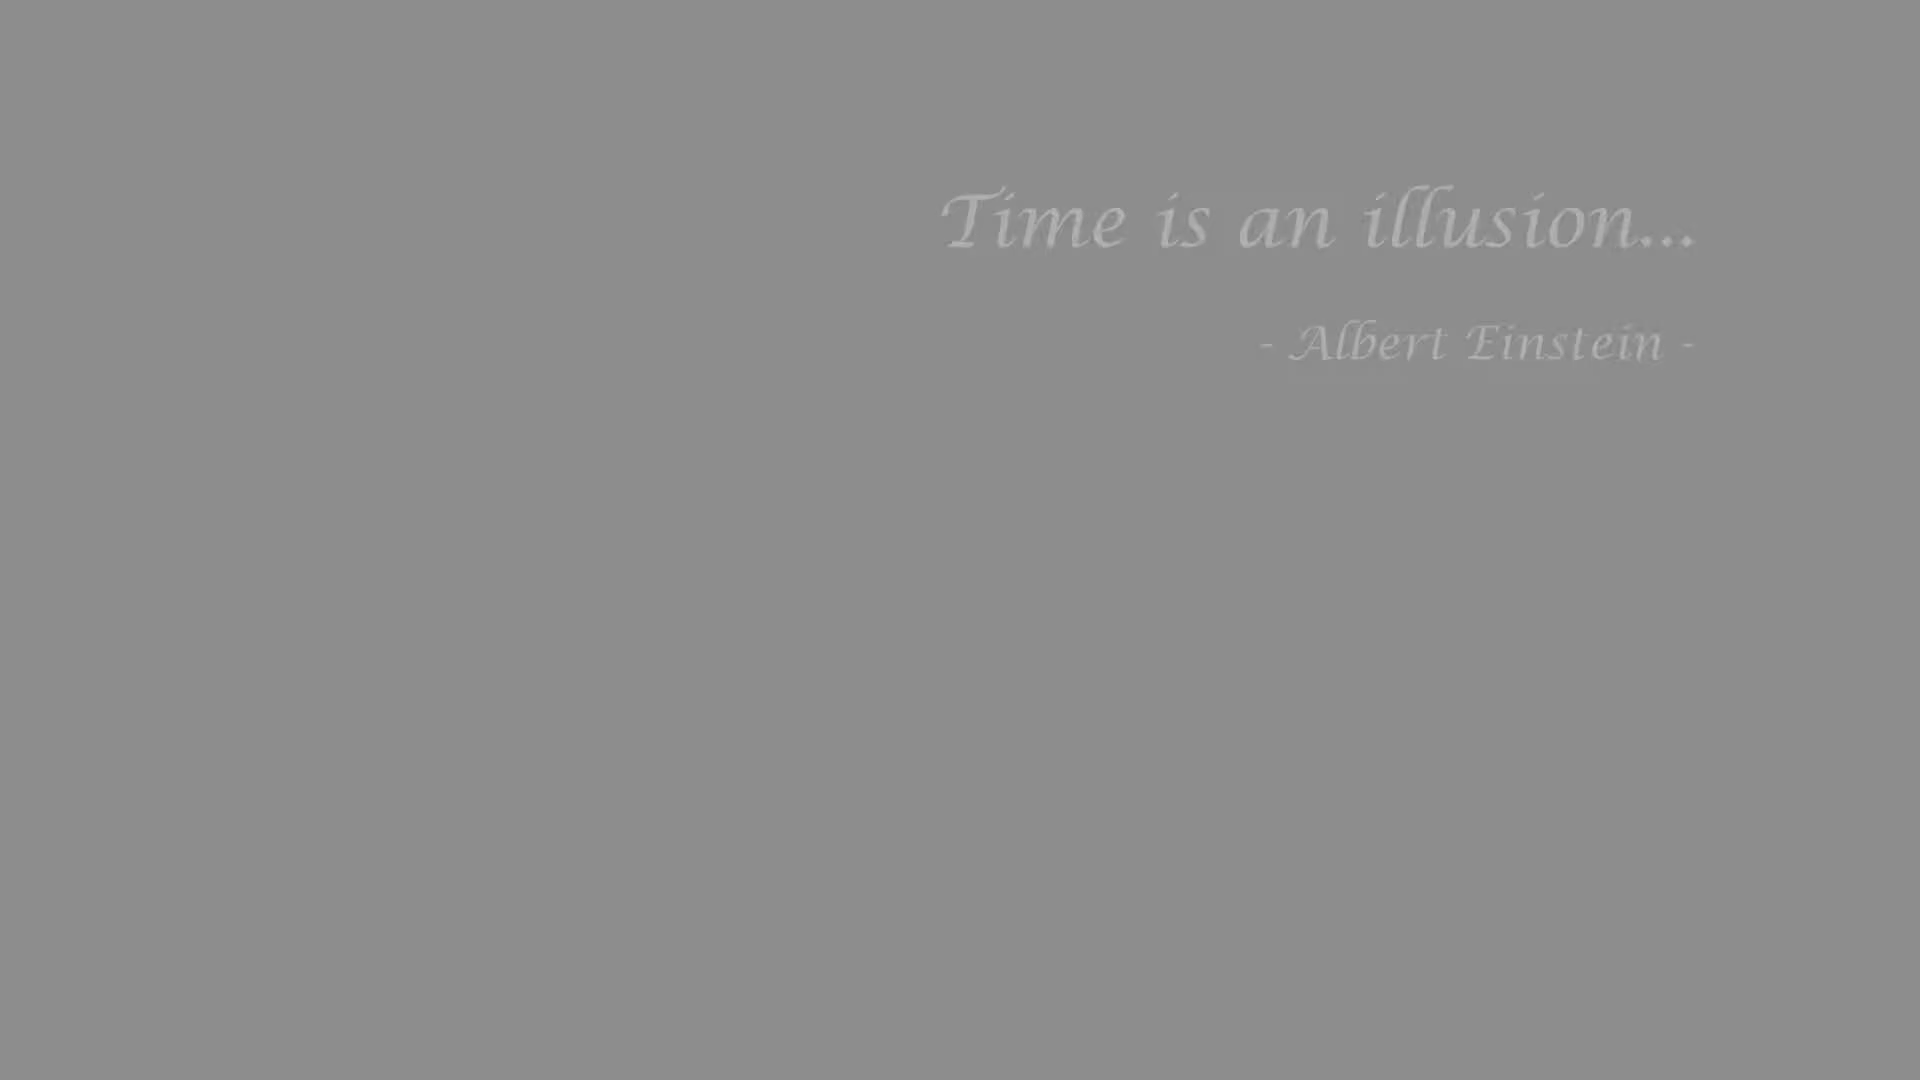 Time is an illusion...
- Albert Einstein -